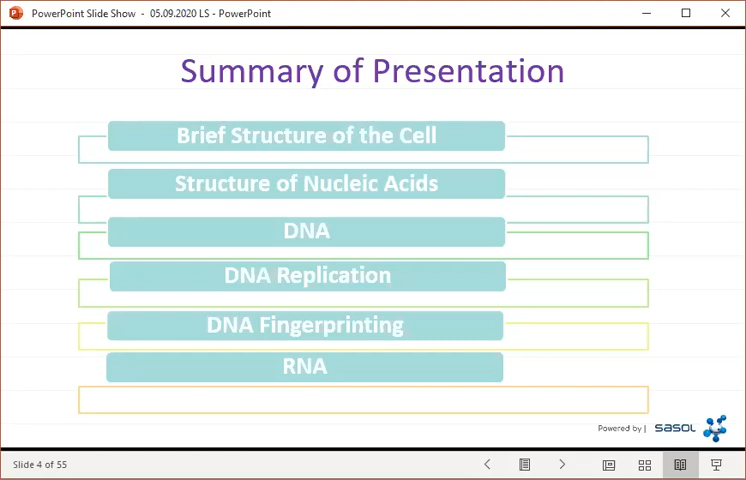 PowerPoint Slide Show - 05.09.2020 LS - PowerPoint
Summary of Presentation
Brief Structure of the Cell
Structure of Nucleic Acids
DNA
DNA Replication
DNA Fingerprinting
RNA
Powered by | sasol
Slide 4 of 55